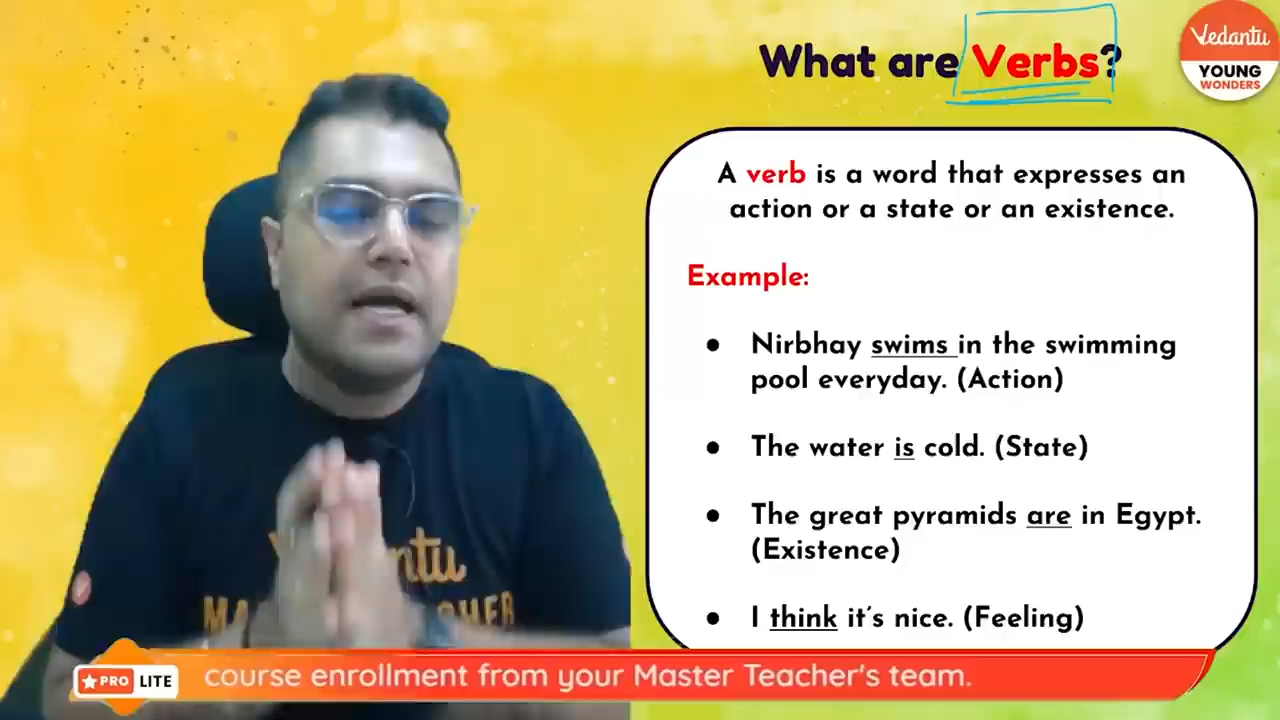 What are Verbs?
Vedantu
YOUNG
WONDERS
A verb is a word that expresses an
action or a state or an existence.
Example:
● Nirbhay swims in the swimming
pool everyday. (Action)
● The water is cold. (State)
● The great pyramids are in Egypt.
(Existence)
● I think it's nice. (Feeling)
PRO LITE
course enrollment from your Master Teacher's team.